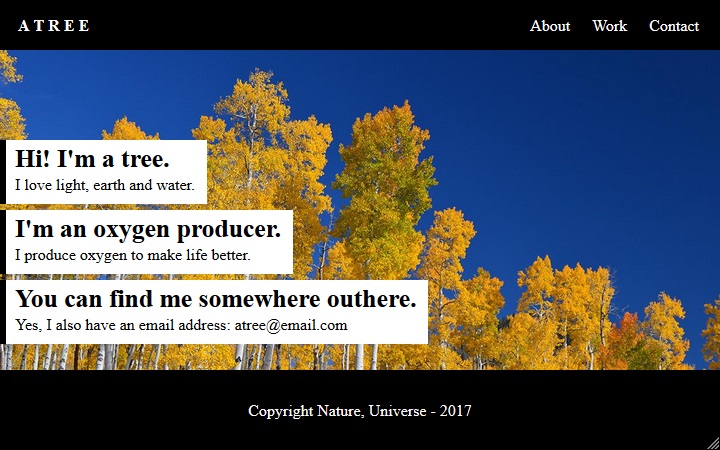 ATREE
About Work Contact
Hi! I'm a tree.
I love light, earth and water.
I'm an oxygen producer.
I produce oxygen to make life better.
You can find me somewhere outhere.
Yes, I also have an email address: atree@email.com
Copyright Nature, Universe - 2017